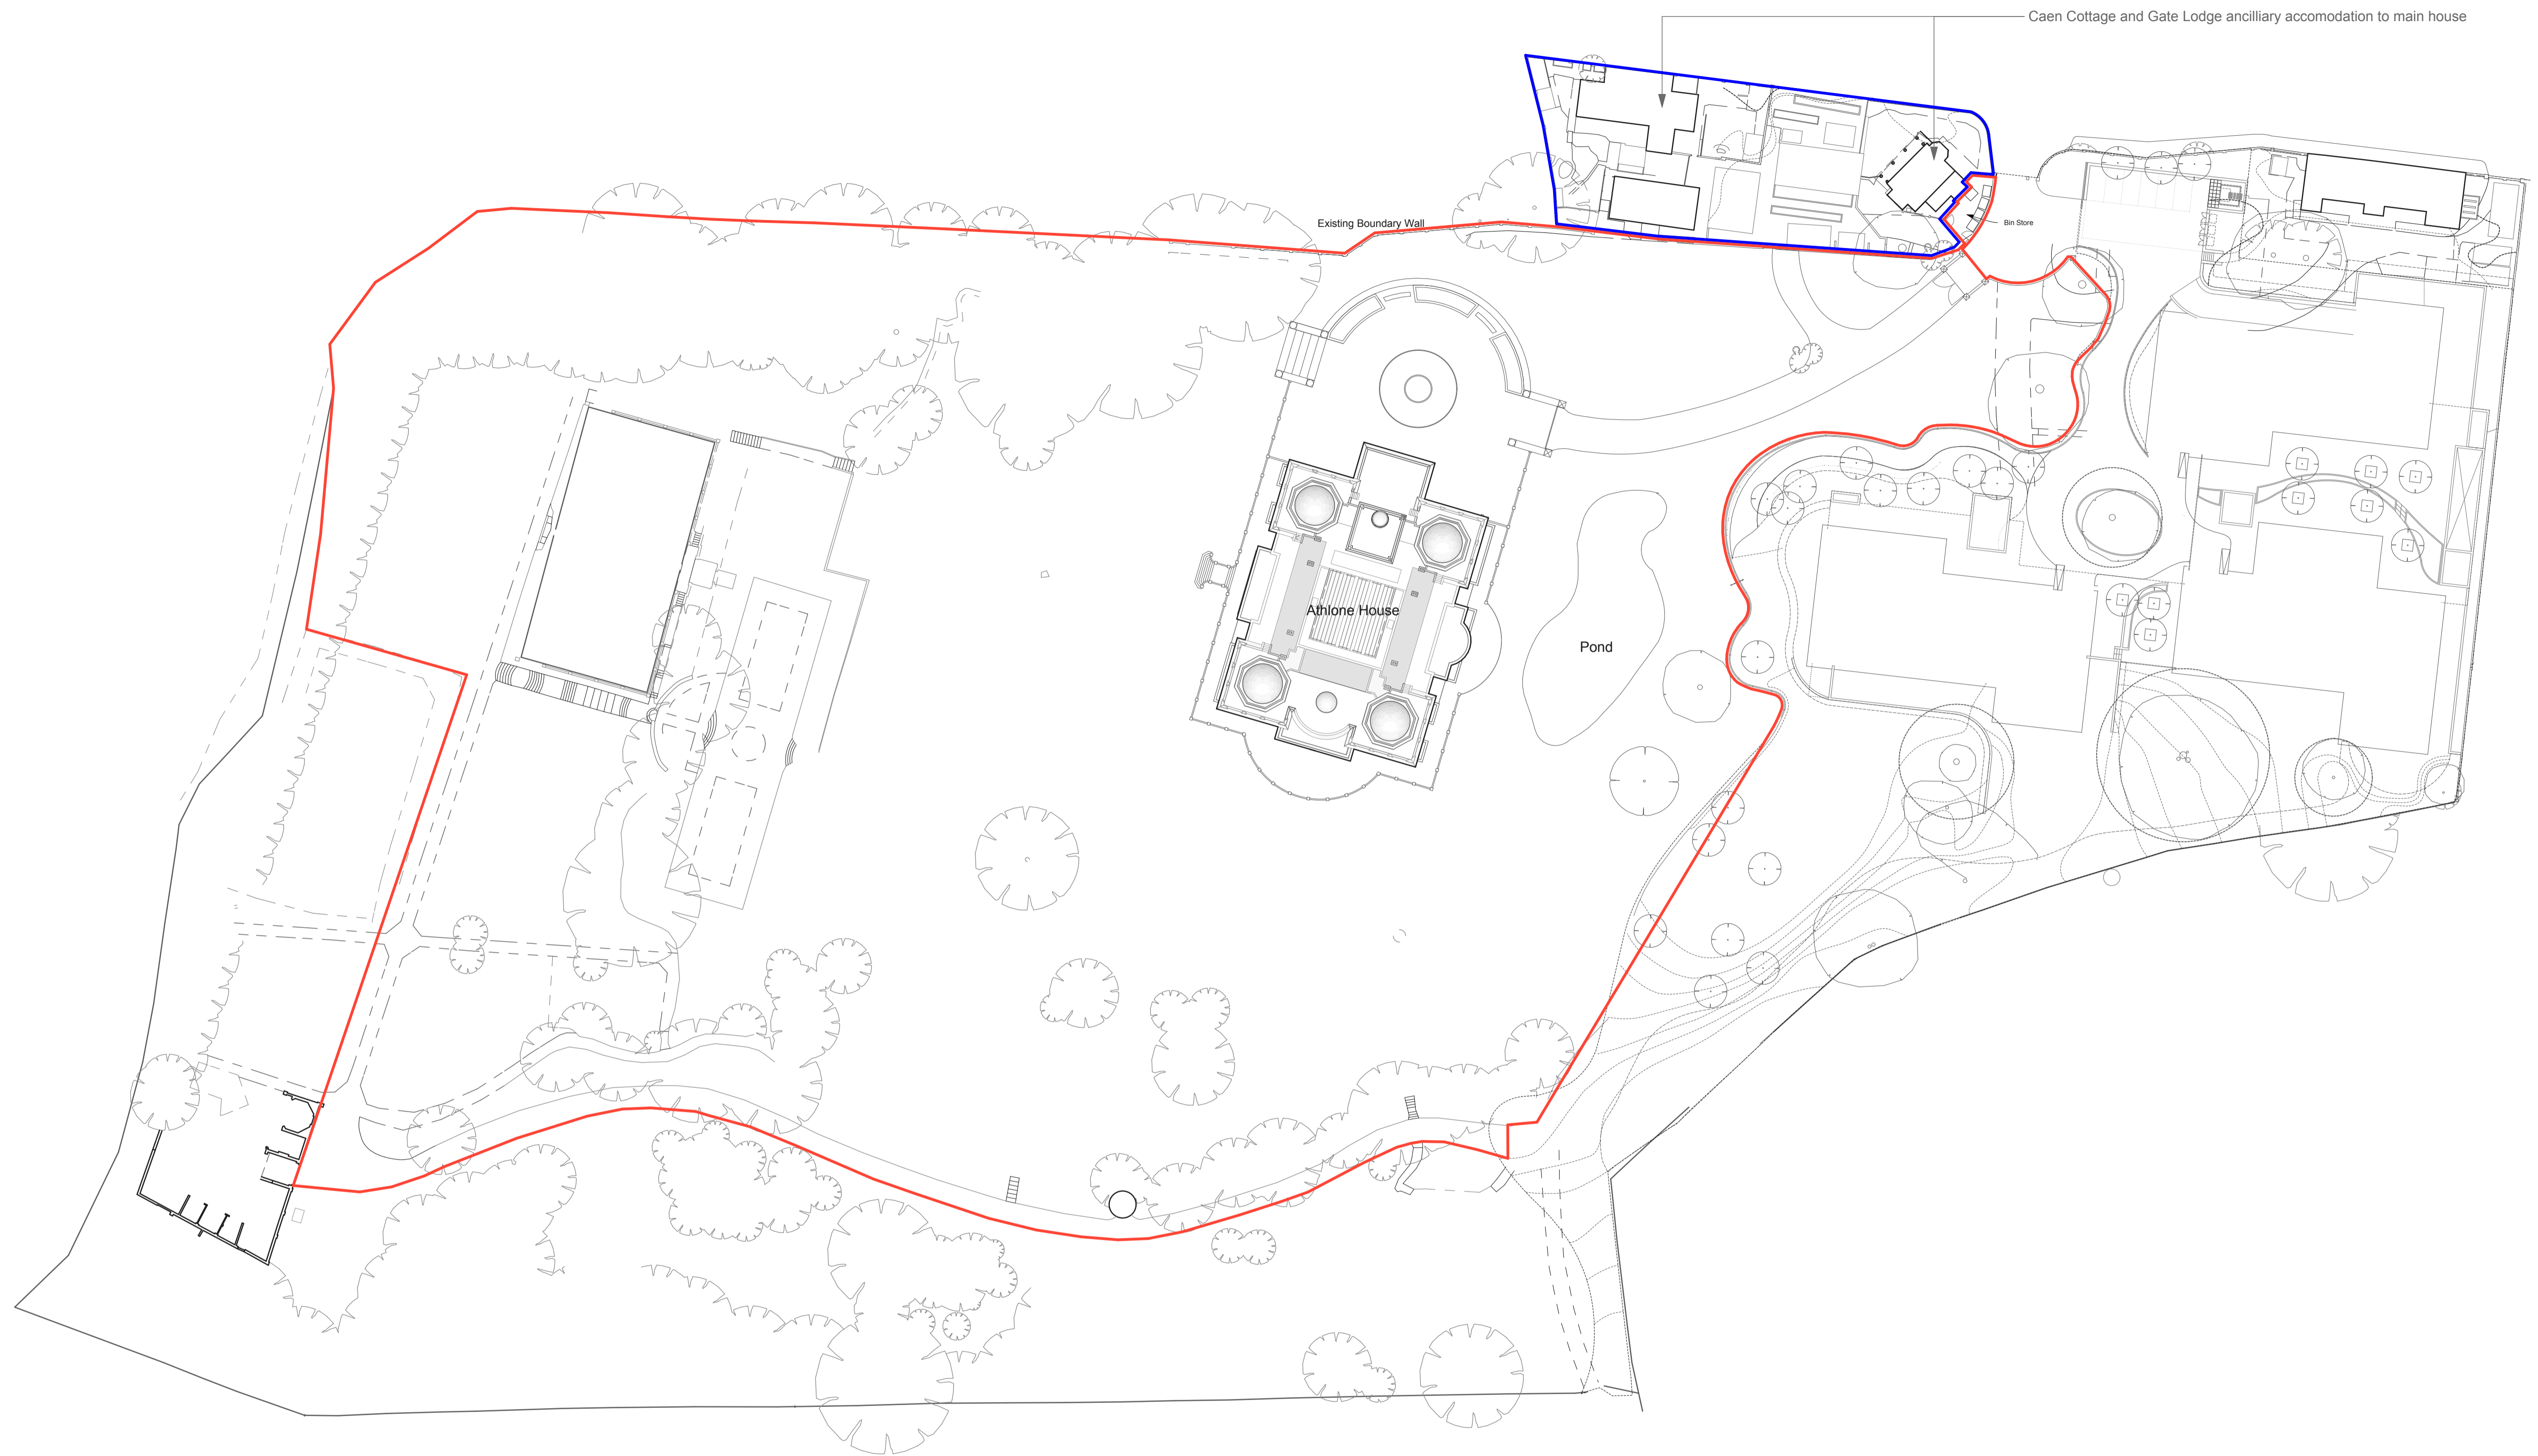 Caen Cottage and Gate Lodge ancilliary accomodation to main house
Existing Boundary Wall
Bin Store
Athlone House
Pond